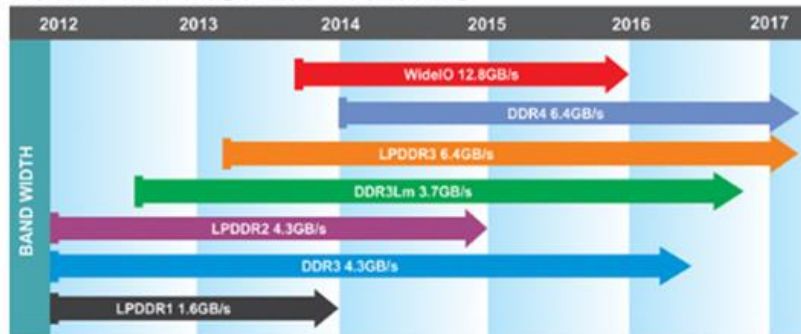 2012 2013 2014 2015 2016 2017
WideIO 12.8GB/s
DDR4 6.4GB/s
LPDDR3 6.4GB/s
DDR3Lm 3.7GB/s
LPDDR2 4.3GB/s
DDR3 4.3GB/s
LPDDR1 1.6GB/s
BAND WIDTH